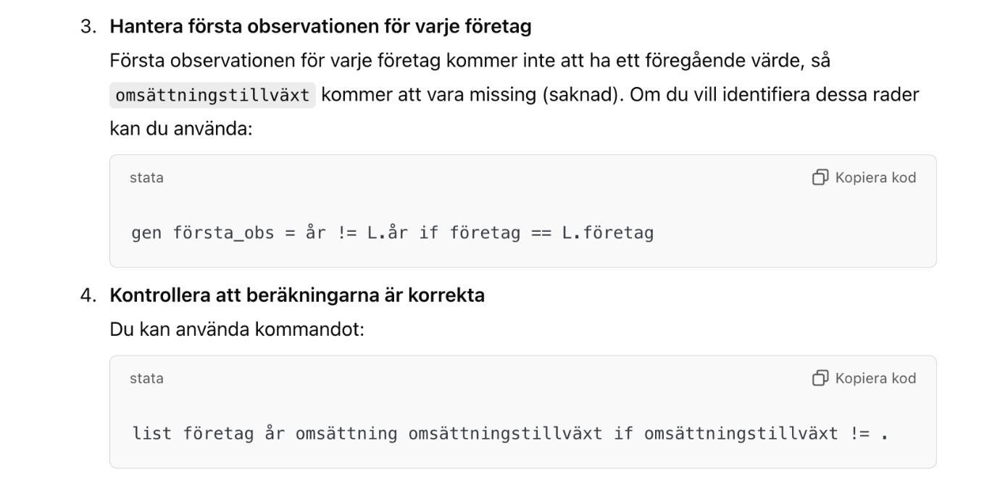 3. Hantera första observationen för varje företag
Första observationen för varje företag kommer inte att ha ett föregående värde, så
omsättningstillväxt kommer att vara missing (saknad). Om du vill identifiera dessa rader
kan du använda:
stata Kopiera kod
gen första_obs = år != L.år if företag == L.företag
4. Kontrollera att beräkningarna är korrekta
Du kan använda kommandot:
stata Kopiera kod
list företag år omsättning omsättningstillväxt if omsättningstillväxt != .